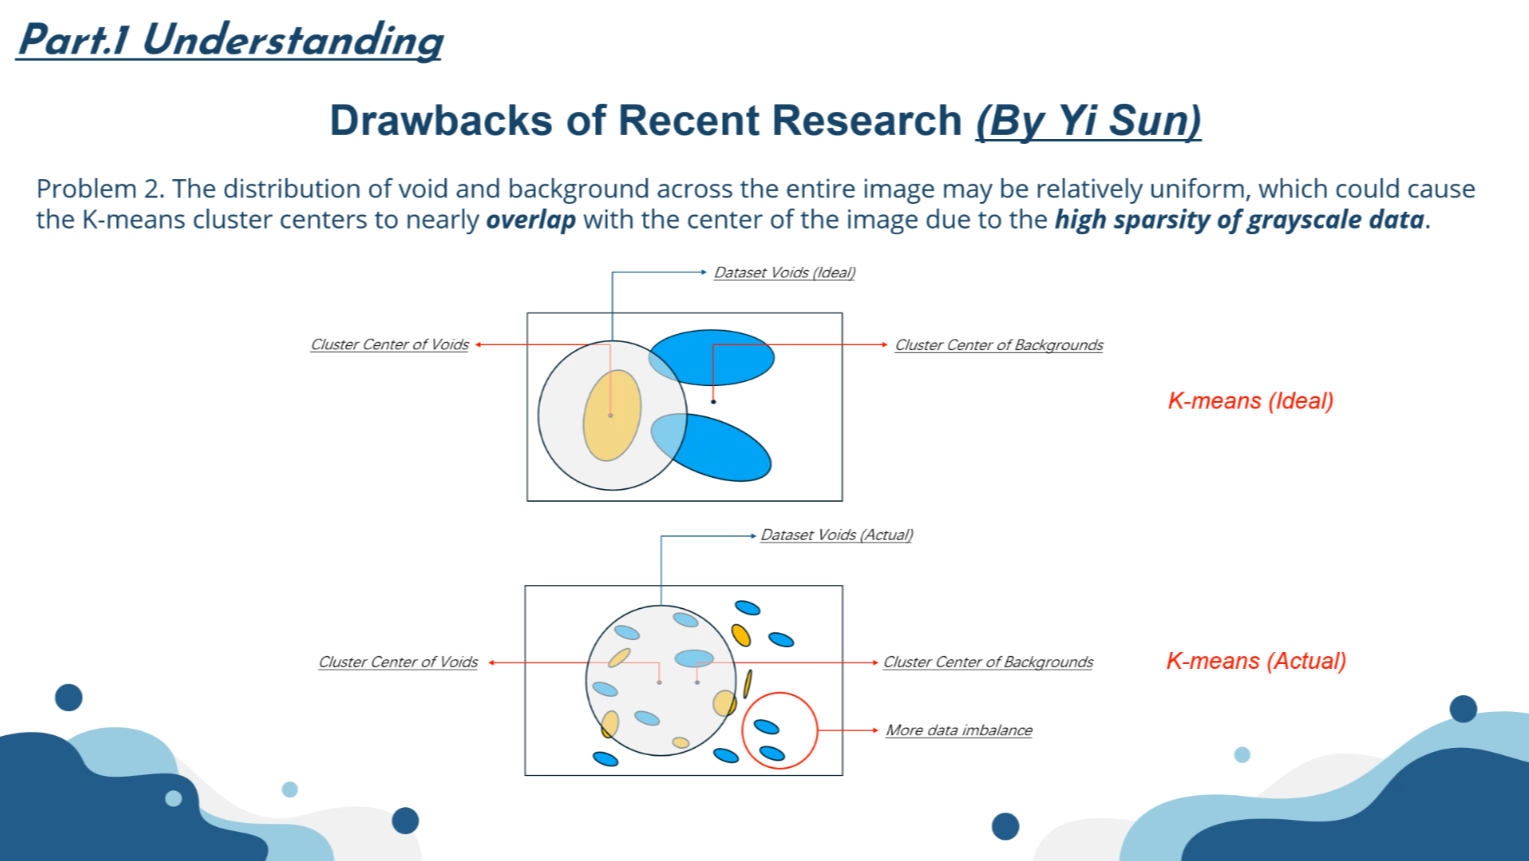 Part.1 Understanding
Drawbacks of Recent Research (By Yi Sun)
Problem 2. The distribution of void and background across the entire image may be relatively uniform, which could cause
the K-means cluster centers to nearly overlap with the center of the image due to the high sparsity of grayscale data.
Dataset Voids (Ideal)
Cluster Center of Voids
Cluster Center of Backgrounds
K-means (Ideal)
Dataset Voids (Actual)
Cluster Center of Voids
Cluster Center of Backgrounds
K-means (Actual)
More data imbalance